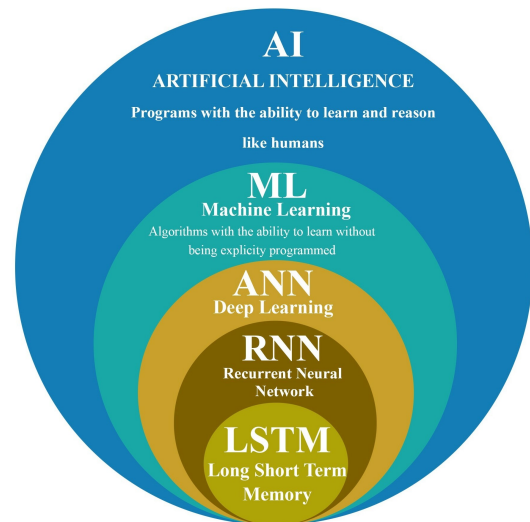 AI
ARTIFICIAL INTELLIGENCE
Programs with the ability to learn and reason
like humans
ML
Machine Learning
Algorithms with the ability to learn without
being explicity programmed
ANN
Deep Learning
RNN
Recurrent Neural
Network
LSTM
Long Short Term
Memory